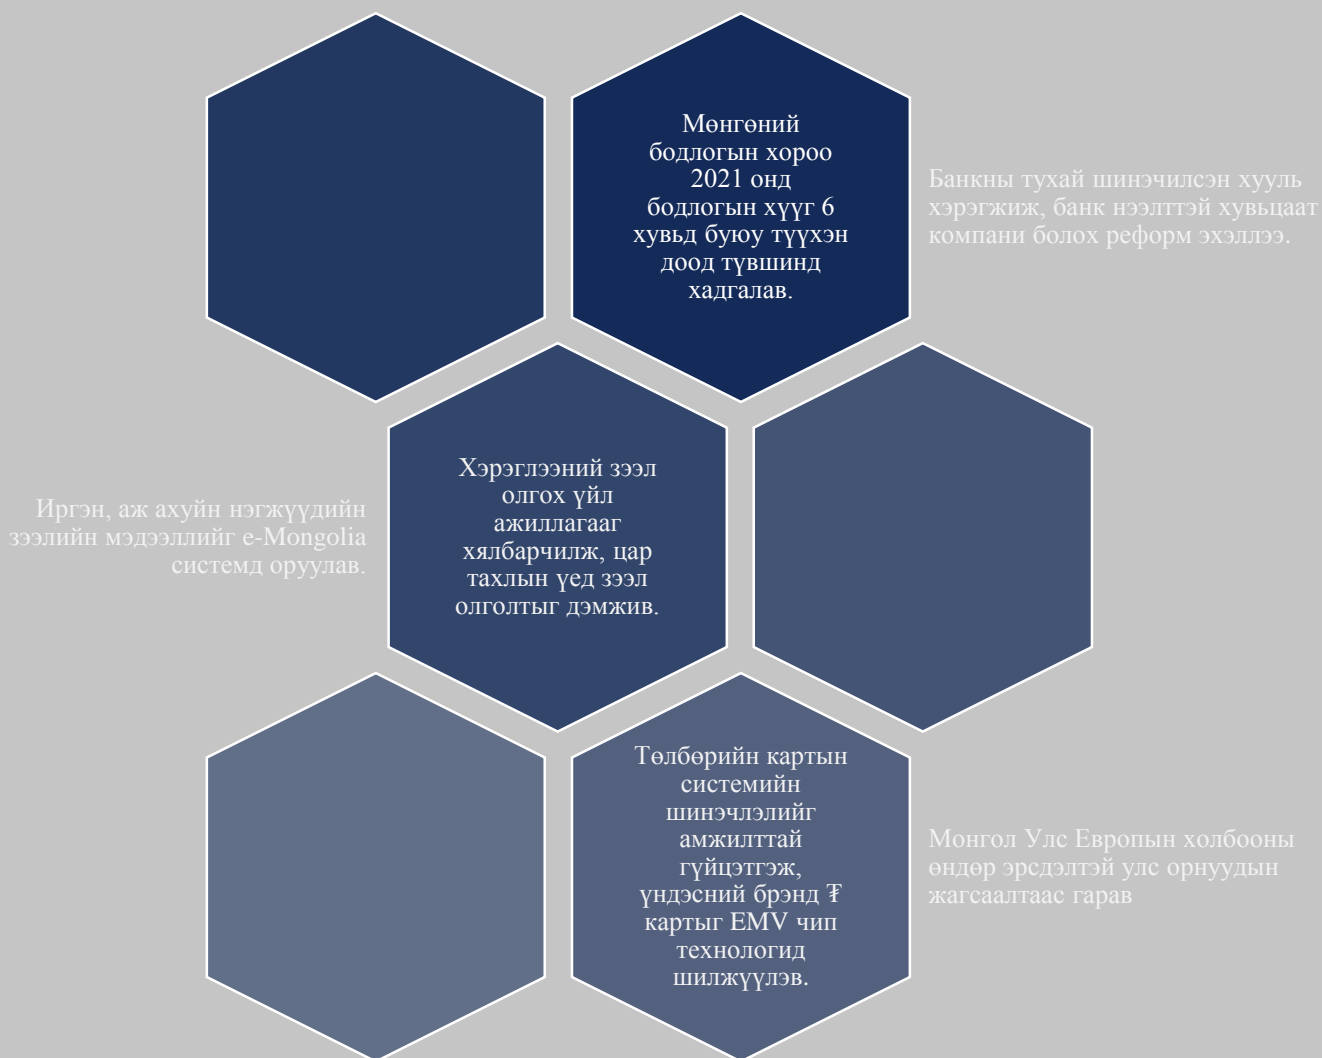 Мөнгөний
бодлогын хороо
2021 онд
бодлогын хүүг 6
хувьд буюу түүхэн
доод түвшинд
хадгалав.
Банкны тухай шинэчилсэн хууль
хэрэгжиж, банк нээлттэй хувьцаат
компани болох реформ эхэллээ.
Хэрэглээний зээл
олгох үйл
ажиллагааг
хялбарчилж, цар
тахлын үед зээл
олголтыг дэмжив.
Иргэн, аж ахуйн нэгжүүдийн
зээлийн мэдээллийг e-Mongolia
системд оруулав.
Төлбөрийн картын
системийн
шинэчлэлийг
амжилттай
гүйцэтгэж,
үндэсний брэнд ₮
картыг EMV чип
технологид
шилжүүлэв.
Монгол Улс Европын холбооны
өндөр эрсдэлтэй улс орнуудын
жагсаалтаас гарав